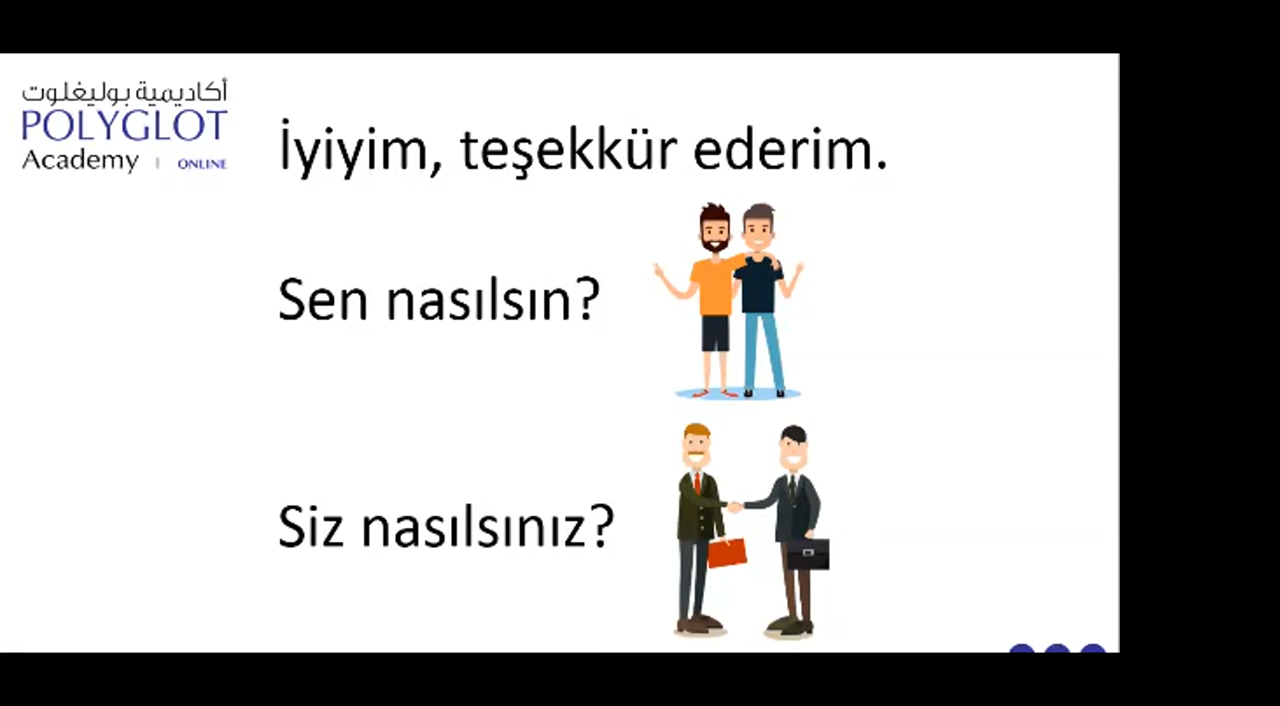 أكاديمية بوليغلوت
POLYGLOT
Academy | ONLINE
İyiyim, teşekkür ederim.
Sen nasılsın?
Siz nasılsınız?